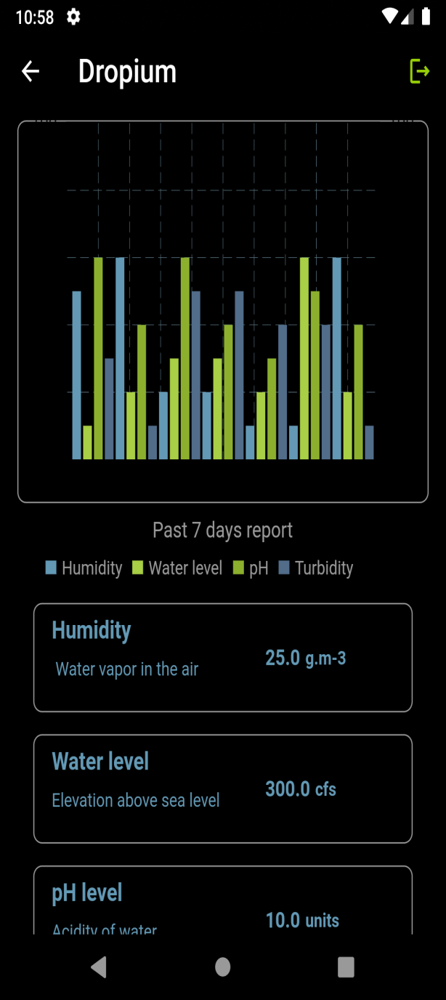 10:58
Dropium
Past 7 days report
Humidity Water level pH Turbidity
Humidity
Water vapor in the air
25.0 g.m-3
Water level
Elevation above sea level
300.0 cfs
pH level
Acidity of water
10.0 units